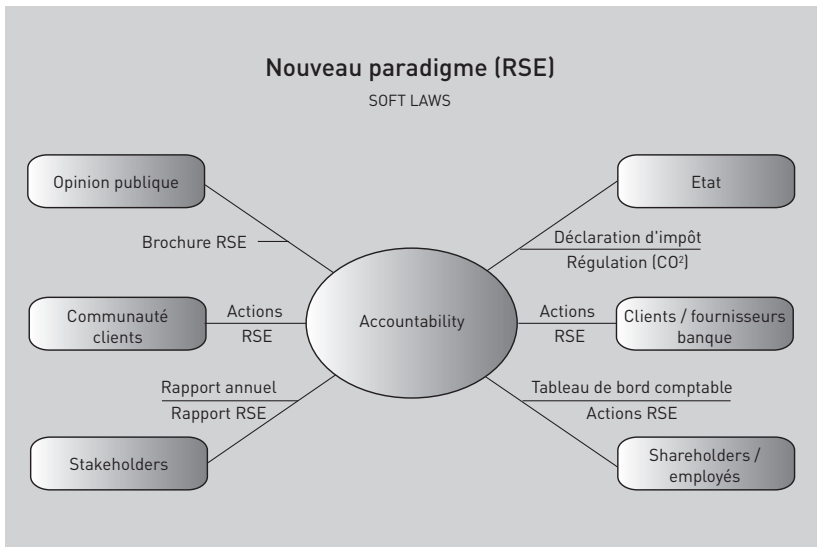 Nouveau paradigme (RSE)
SOFT LAWS
Opinion publique
Etat
Brochure RSE
Déclaration d'impôt
Régulation (CO²)
Communauté
clients
Actions
RSE
Accountability
Actions
RSE
Clients / fournisseurs
banque
Rapport annuel
Rapport RSE
Tableau de bord comptable
Actions RSE
Stakeholders
Shareholders /
employés